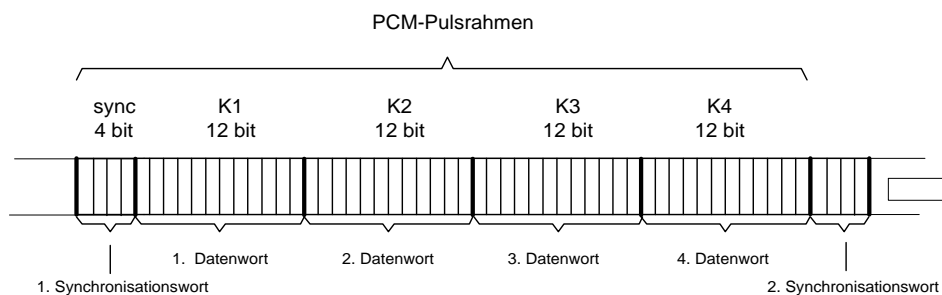 PCM-Pulsrahmen
sync K1 K2 K3 K4
4 bit 12 bit 12 bit 12 bit 12 bit
1. Datenwort 2. Datenwort 3. Datenwort 4. Datenwort
1. Synchronisationswort 2. Synchronisationswort